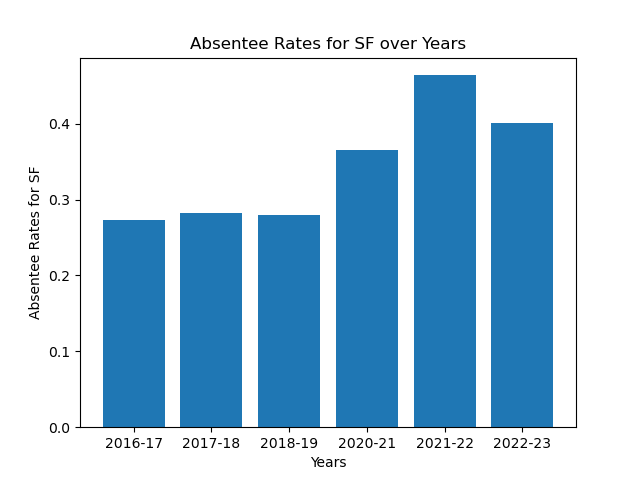 Absentee Rates for SF over Years
Absentee Rates for SF
0.4
0.3
0.2
0.1
0.0
2016-17 2017-18 2018-19 2020-21 2021-22 2022-23
Years